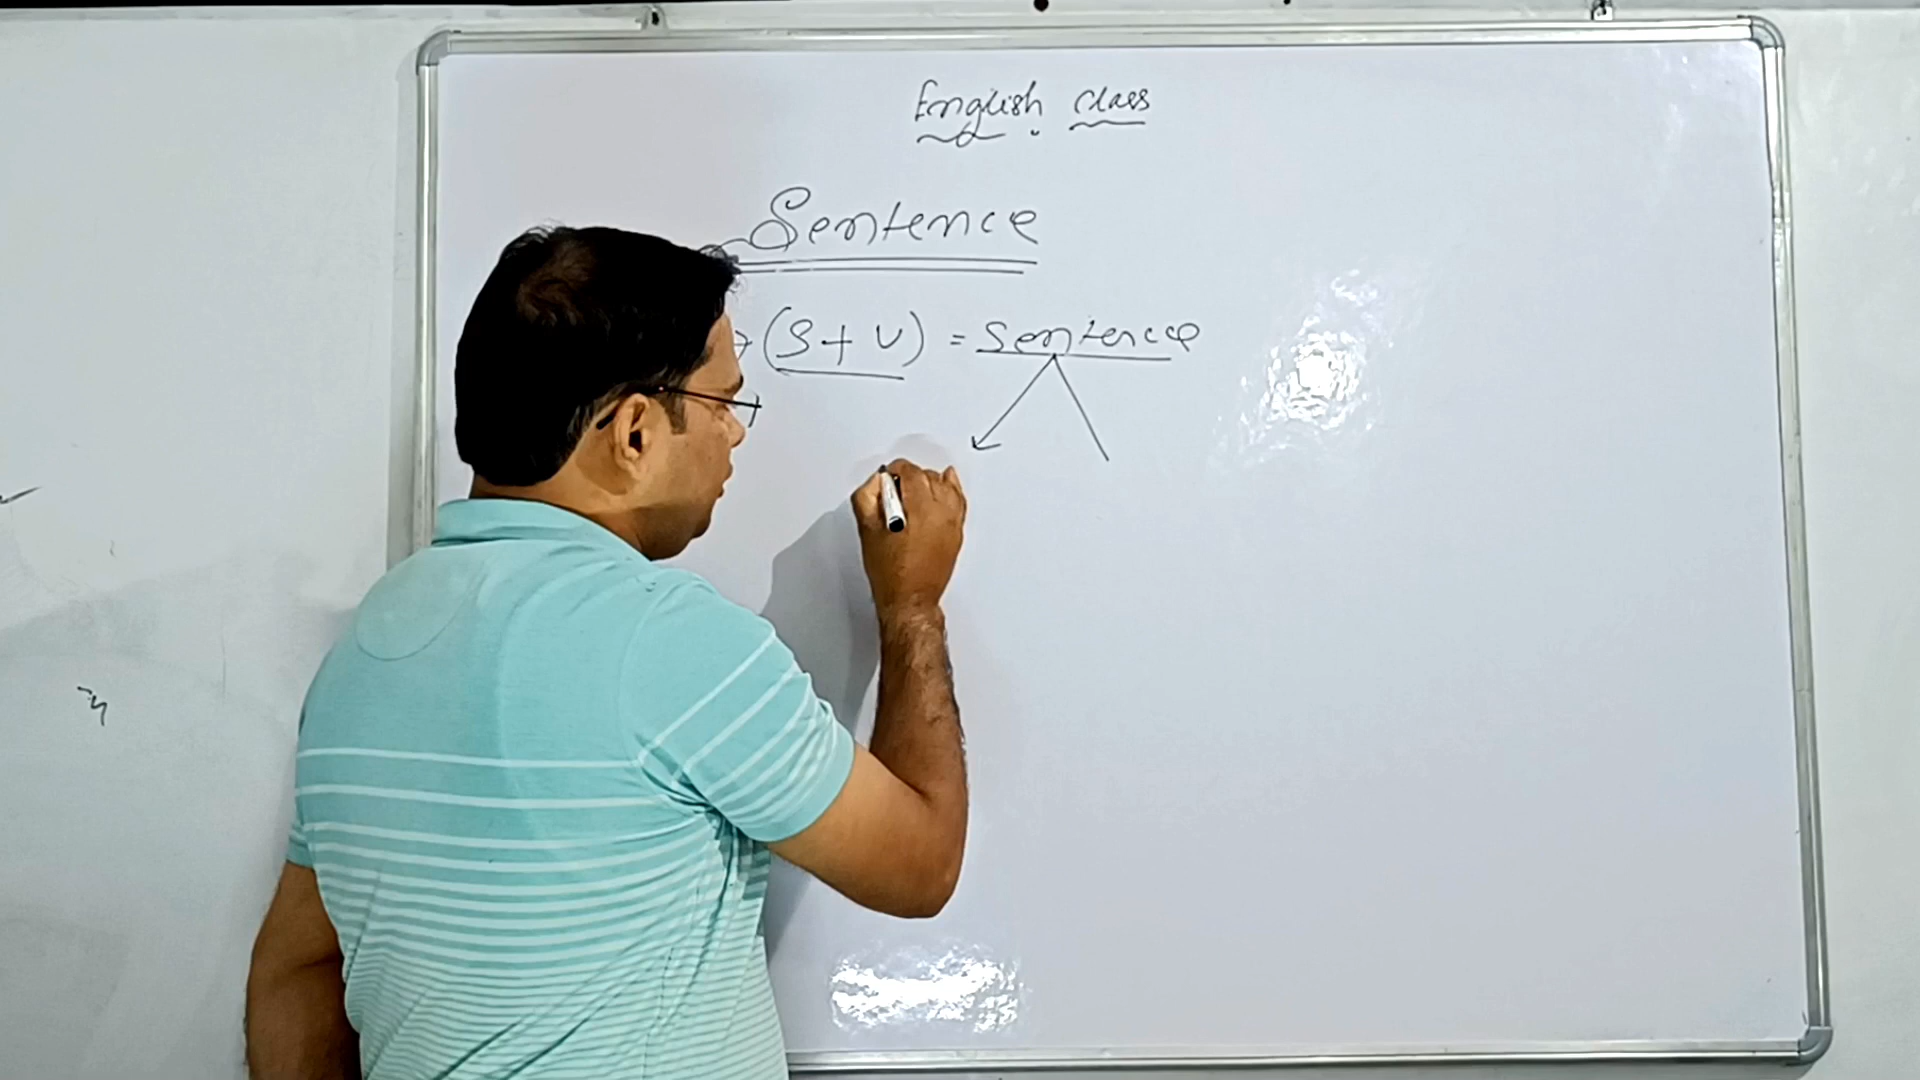 English class
Sentence
→ (S + V) = Sentence